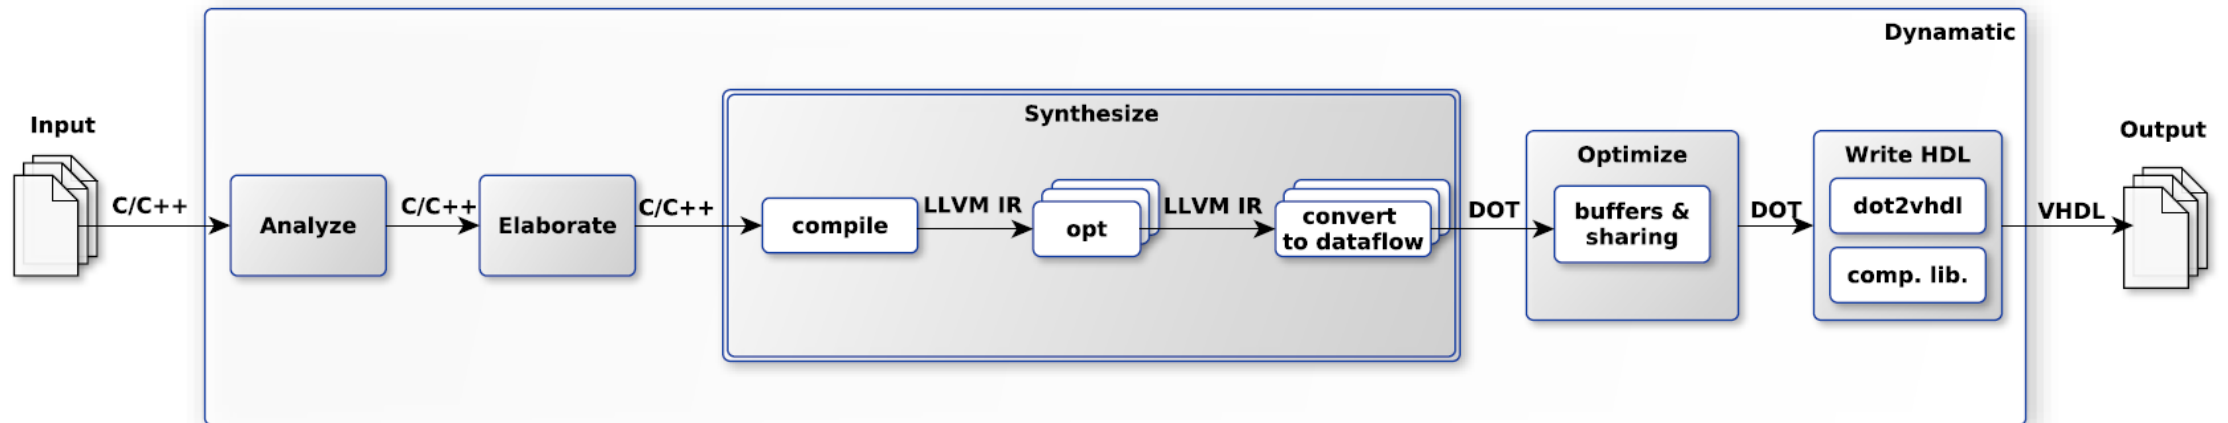 Dynamatic
Input
C/C++
Analyze
C/C++
Elaborate
C/C++
Synthesize
compile
LLVM IR
opt
LLVM IR
convert
to dataflow
DOT
Optimize
buffers &
sharing
DOT
Write HDL
dot2vhdl
comp. lib.
VHDL
Output